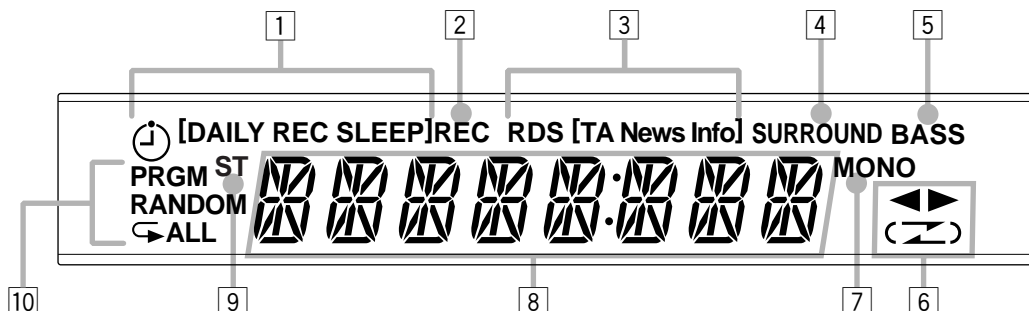 1 2 3 4 5
[DAILY REC SLEEP] REC RDS [TA News Info] SURROUND BASS
PRGM ST MONO
RANDOM
ALL
10 9 8 7 6